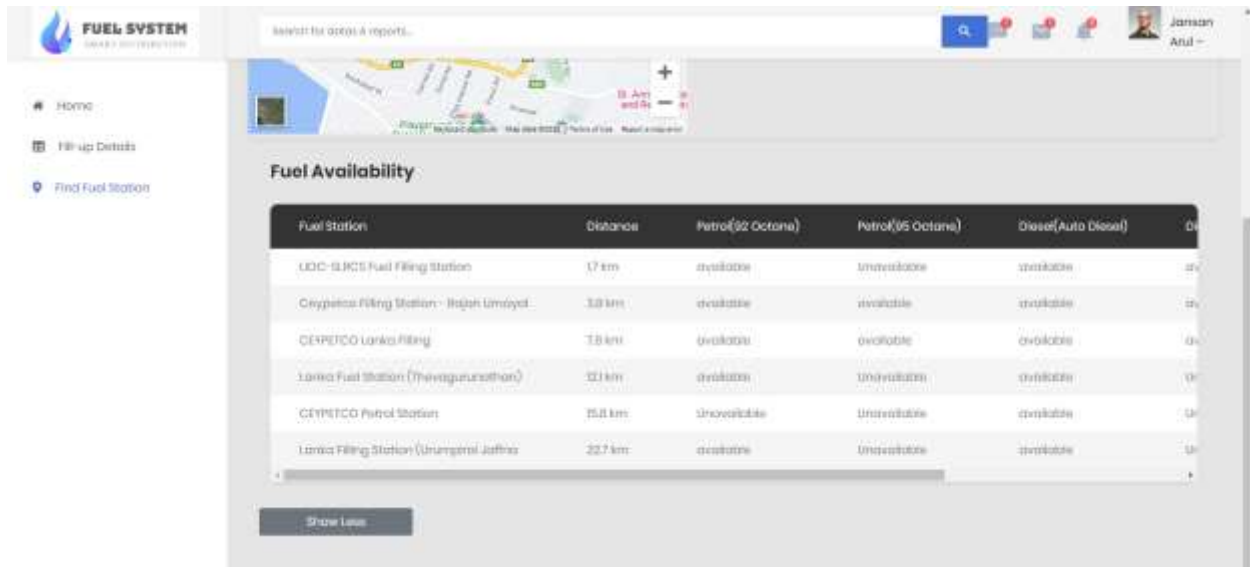 FUEL SYSTEM
SMART DISTRIBUTION
Search for datas & reports...
Jansan
Arul
Home
Fill-up Details
Find Fuel Station
Fuel Availability
Fuel Station Distance Petrol(92 Octane) Petrol(95 Octane) Diesel(Auto Diesel)
Fuel Filling Station 1.7 km available Unavailable available
Ceypetco Filling Station - Rajan Umayal 3.8 km available available available
CEYPETCO Lanka Filling 7.8 km available available available
Lanka Fuel Station (Thevagurunathan) 12.1 km available Unavailable available
CEYPETCO Petrol Station 15.8 km Unavailable Unavailable available
Lanka Filling Station (Urumpirai Jaffna 22.7 km available Unavailable available
Show Less